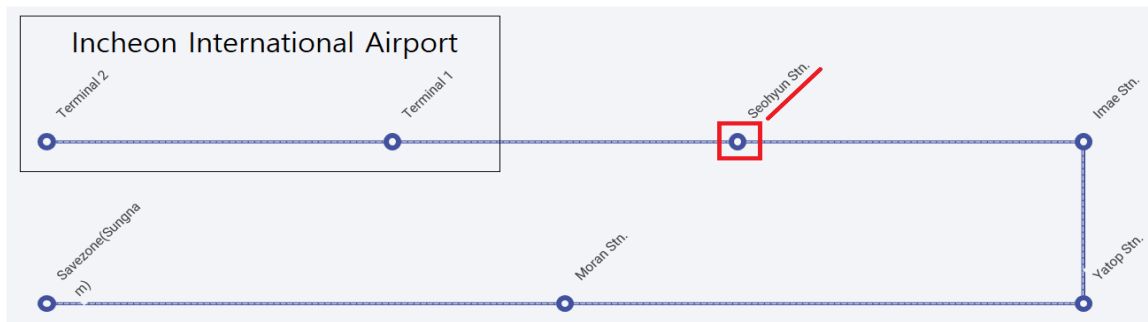 Incheon International Airport
Terminal 2
Terminal 1
Seohyun Stn.
Imae Stn.
Yatop Stn.
Moran Stn.
Savezone(Sungna
m)